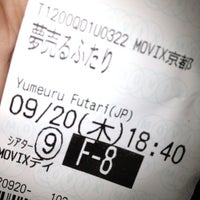 T1200001U0322 MOVIX京都
夢売るふたり
Yumeuru Futari(JP)
09/20(木)18:40
シアター ⑨ F-8
MOVIXデイ